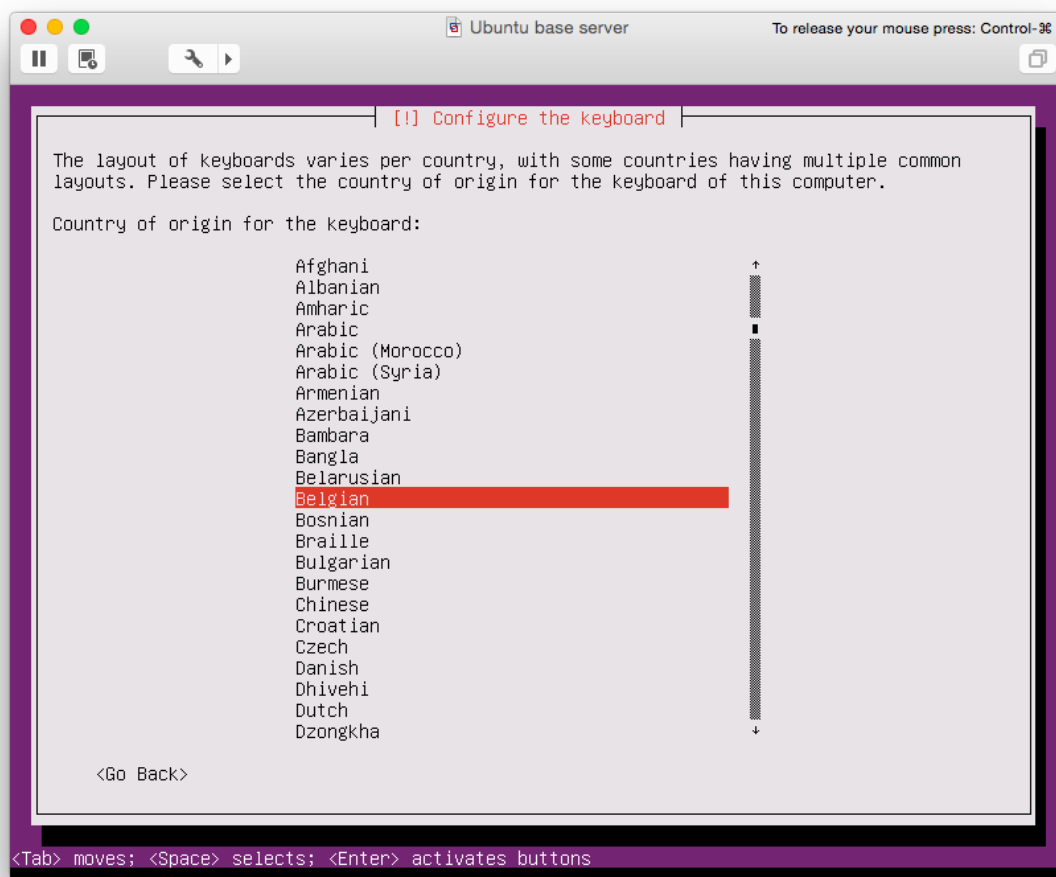 Ubuntu base server
To release your mouse press: Control-⌘
[!] Configure the keyboard
The layout of keyboards varies per country, with some countries having multiple common
layouts. Please select the country of origin for the keyboard of this computer.
Country of origin for the keyboard:
Afghani
Albanian
Amharic
Arabic
Arabic (Morocco)
Arabic (Syria)
Armenian
Azerbaijani
Bambara
Bangla
Belarusian
Belgian
Bosnian
Braille
Bulgarian
Burmese
Chinese
Croatian
Czech
Danish
Dhivehi
Dutch
Dzongkha
<Go Back>
<Tab> moves; <Space> selects; <Enter> activates buttons